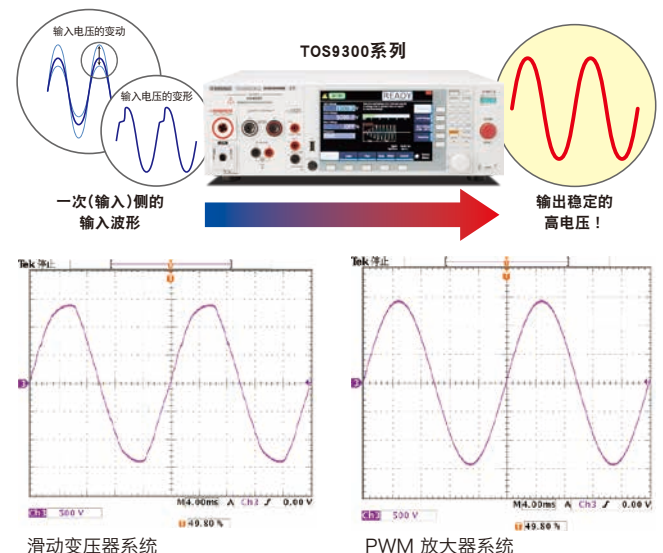 输入电压的变动
输入电压的变形
TOS9300系列
READY
一次(输入)侧的
输入波形
输出稳定的
高电压！
Tek 停止
M4.00ms A Ch3 ƒ 0.00 V
Ch3 500 V
49.80 %
滑动变压器系统
Tek 停止
M4.00ms A Ch3 ƒ 0.00 V
Ch3 500 V
49.80 %
PWM 放大器系统